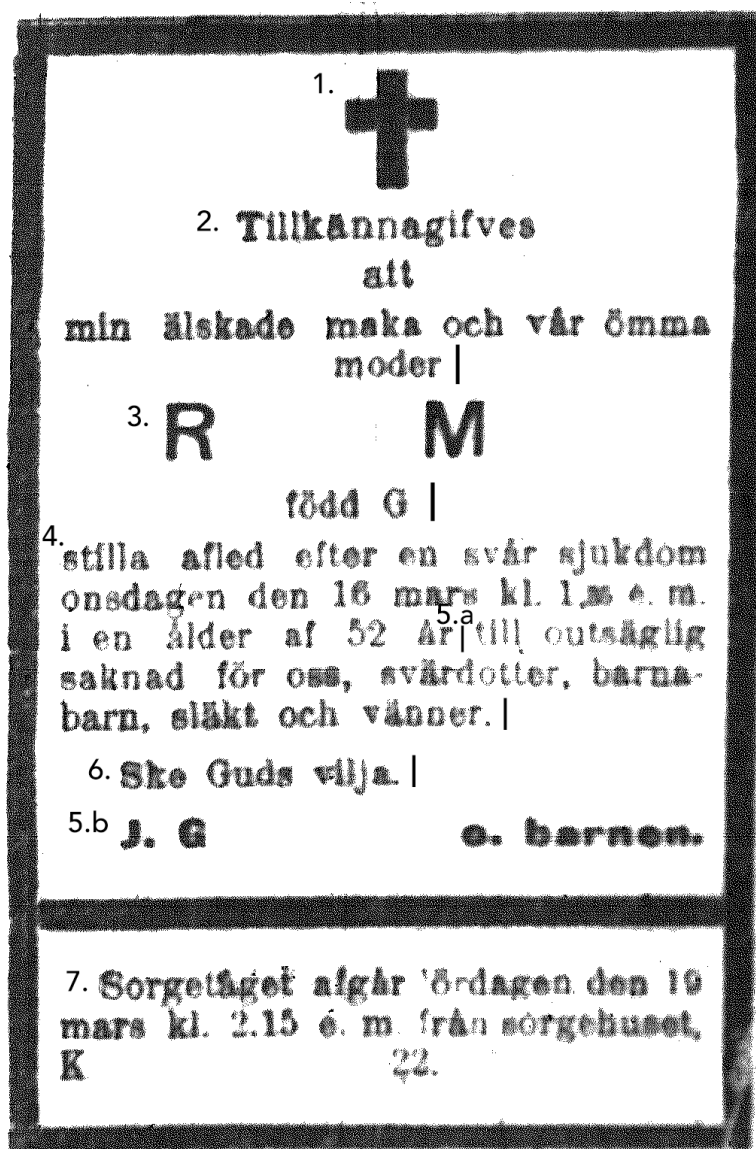 1.
2. Tillkännagifves
att
min älskade maka och vår ömma
moder |
3. R M
född G |
4. stilla afled efter en svår sjukdom
onsdagen den 16 mars kl. e. m.
5.a
i en ålder af 52 år | till outsäglig
saknad för oss, svärdotter, barna-
barn, släkt och vänner. |
6. Ske Guds vilja. |
5.b J. G o. barnen.
7. Sorgetåget afgår lördagen den 19
mars kl. 2.15 e. m. från sorgehuset,
K 22.